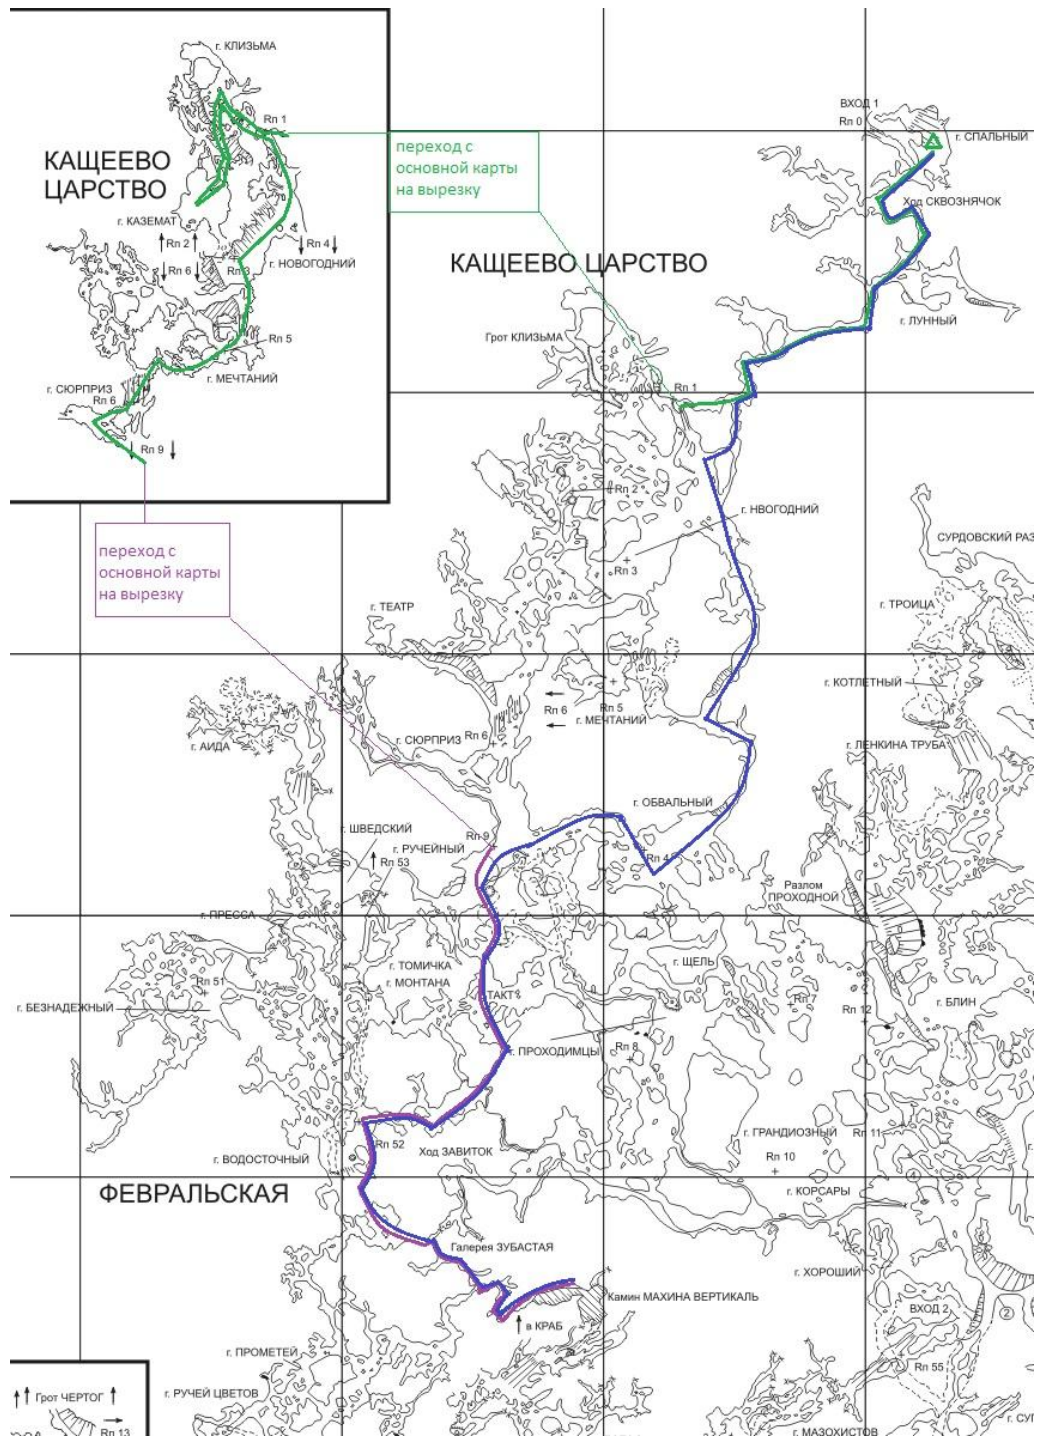 г. КЛИЗЬМА
Rп 1
КАЩЕЕВО
ЦАРСТВО
г. КАЗЕМАТ
Rп 2
Rп 4
Rп 6
Rп 3
г. НОВОГОДНИЙ
Rп 5
г. МЕЧТАНИЙ
г. СЮРПРИЗ
Rп 6
Rп 9
переход с
основной карты
на вырезку
переход с
основной карты
на вырезку
ВХОД 1
Rп 0
г. СПАЛЬНЫЙ
Ход СКВОЗНЯЧОК
КАЩЕЕВО ЦАРСТВО
г. ЛУННЫЙ
Грот КЛИЗЬМА
Rп 1
Rп 2
г. НВОГОДНИЙ
Rп 3
СУРДОВСКИЙ РАЗ
г. ТЕАТР
г. ТРОИЦА
г. КОТЛЕТНЫЙ
Rп 6
Rп 5
г. МЕЧТАНИЙ
г. СЮРПРИЗ
Rп 6
г. АИДА
г. ЛЕНКИНА ТРУБА
г. ОБВАЛЬНЫЙ
г. ШВЕДСКИЙ
Rп 9
г. РУЧЕЙНЫЙ
Rп 53
Rп 4
Разлом
ПРОХОДНОЙ
г. ПРЕССА
г. ТОМИЧКА
г. ЩЕЛЬ
г. МОНТАНА
Rп 51
ТАКТ
Rп 7
г. БЛИН
г. БЕЗНАДЕЖНЫЙ
Rп 12
г. ПРОХОДИМЦЫ
Rп 8
г. ГРАНДИОЗНЫЙ
Rп 11
Rп 52
Ход ЗАВИТОК
г. ВОДОСТОЧНЫЙ
Rп 10
4
ФЕВРАЛЬСКАЯ
г. КОРСАРЫ
Галерея ЗУБАСТАЯ
г. ХОРОШИЙ
Камин МАХИНА ВЕРТИКАЛЬ
ВХОД 2
2
в КРАБ
г. ПРОМЕТЕЙ
Rп 55
г. РУЧЕЙ ЦВЕТОВ
Грот ЧЕРТОГ
Rп 13
г. МАЗОХИСТОВ